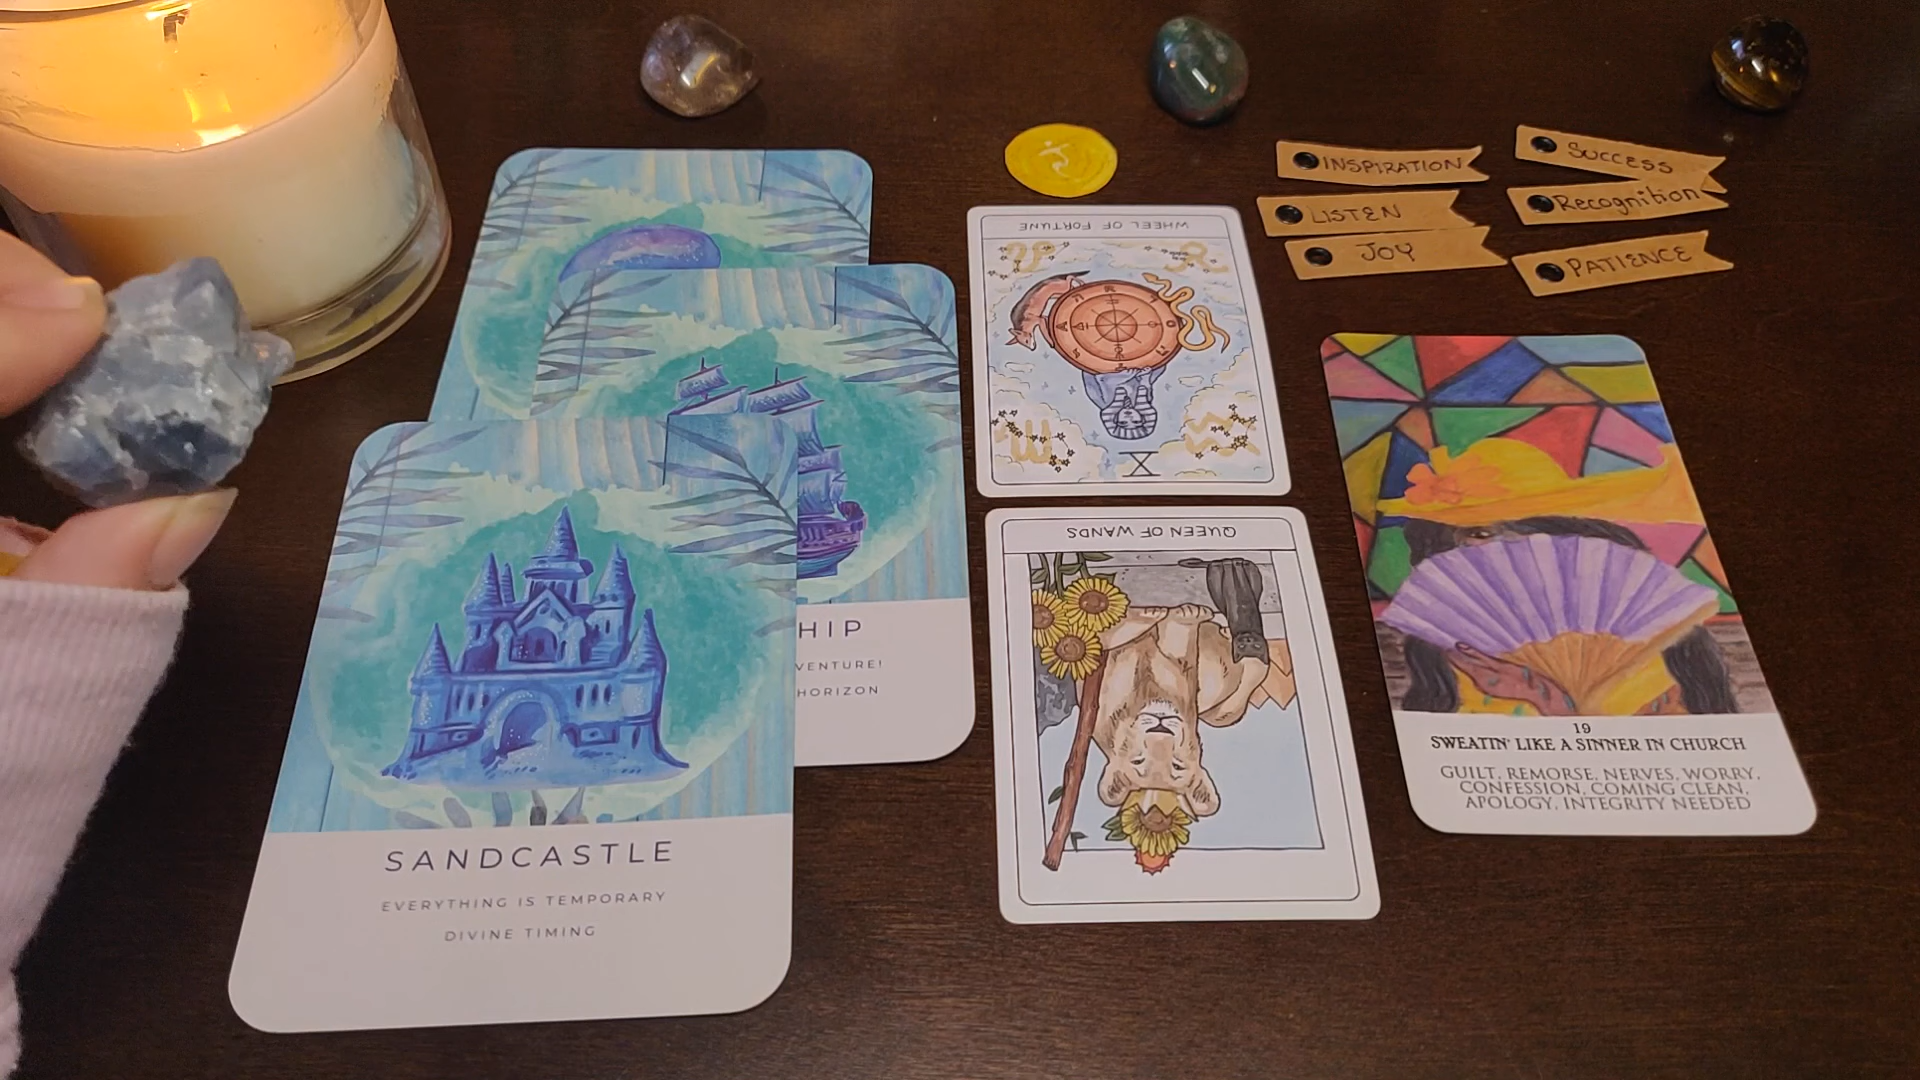 INSPIRATION
LISTEN
JOY
SUCCESS
Recognition
PATIENCE
WHEEL OF FORTUNE
X
QUEEN OF WANDS
HIP
VENTURE!
HORIZON
SANDCASTLE
EVERYTHING IS TEMPORARY
DIVINE TIMING
19
SWEATIN' LIKE A SINNER IN CHURCH
GUILT, REMORSE, NERVES, WORRY,
CONFESSION, COMING CLEAN,
APOLOGY, INTEGRITY NEEDED